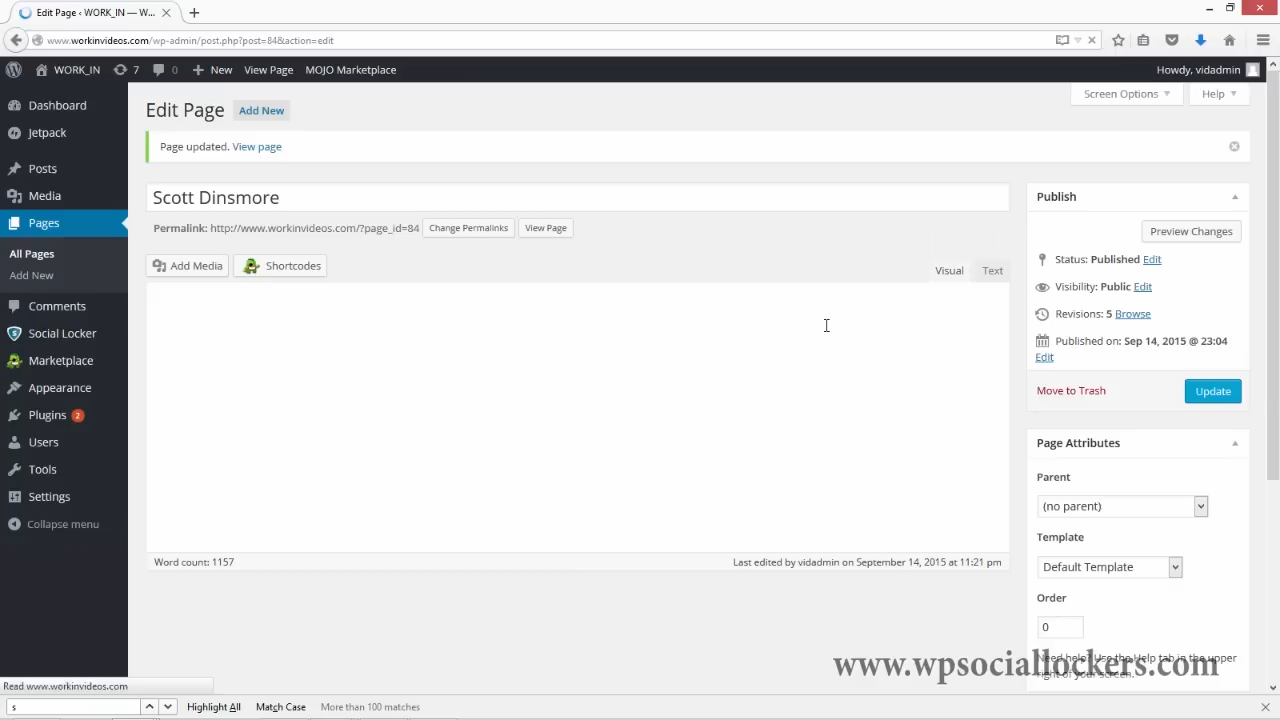 Edit Page ‹ WORK_IN — W...
www.workinvideos.com/wp-admin/post.php?post=84&action=edit
WORK_IN 7 0 New View Page MOJO Marketplace Howdy, vidadmin
Screen Options Help
Edit Page Add New
Page updated. View page
Scott Dinsmore
Permalink: http://www.workinvideos.com/?page_id=84 Change Permalinks View Page
Add Media Shortcodes
Visual Text
Word count: 1157 Last edited by vidadmin on September 14, 2015 at 11:21 pm
Dashboard
Jetpack
Posts
Media
Pages
All Pages
Add New
Comments
Social Locker
Marketplace
Appearance
Plugins 2
Users
Tools
Settings
Collapse menu
Publish
Preview Changes
Status: Published Edit
Visibility: Public Edit
Revisions: 5 Browse
Published on: Sep 14, 2015 @ 23:04
Edit
Move to Trash Update
Page Attributes
Parent
(no parent)
Template
Default Template
Order
0
Need help? Use the Help tab in the upper
right of your screen.
www.wpsociallockers.com
Read www.workinvideos.com
s Highlight All Match Case More than 100 matches